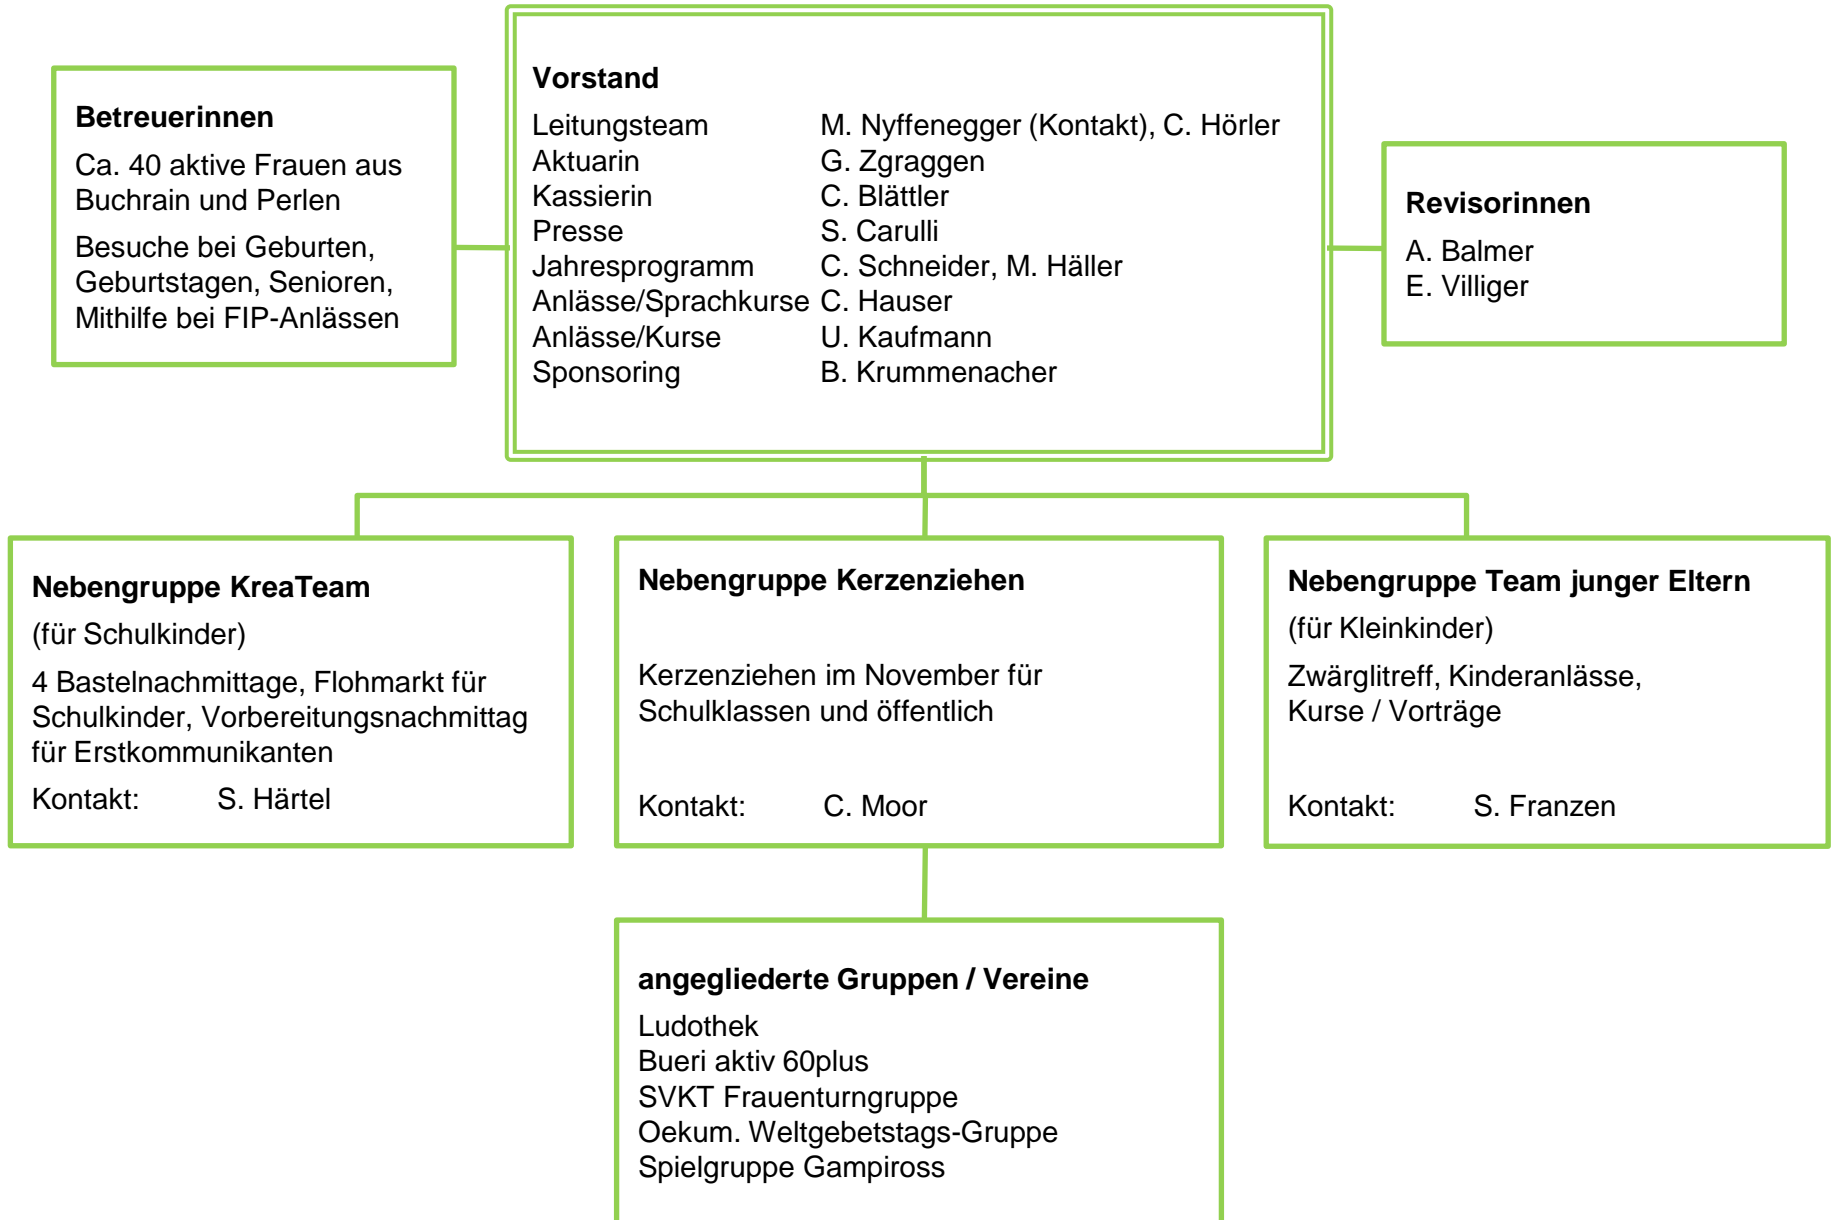 Betreuerinnen
Ca. 40 aktive Frauen aus
Buchrain und Perlen
Besuche bei Geburten,
Geburtstagen, Senioren,
Mithilfe bei FIP-Anlässen
Vorstand
Leitungsteam M. Nyffenegger (Kontakt), C. Hörler
Aktuarin G. Zgraggen
Kassierin C. Blättler
Presse S. Carulli
Jahresprogramm C. Schneider, M. Häller
Anlässe/Sprachkurse C. Hauser
Anlässe/Kurse U. Kaufmann
Sponsoring B. Krummenacher
Revisorinnen
A. Balmer
E. Villiger
Nebengruppe KreaTeam
(für Schulkinder)
4 Bastelnachmittage, Flohmarkt für
Schulkinder, Vorbereitungsnachmittag
für Erstkommunikanten
Kontakt: S. Härtel
Nebengruppe Kerzenziehen
Kerzenziehen im November für
Schulklassen und öffentlich
Kontakt: C. Moor
Nebengruppe Team junger Eltern
(für Kleinkinder)
Zwärglitreff, Kinderanlässe,
Kurse / Vorträge
Kontakt: S. Franzen
angegliederte Gruppen / Vereine
Ludothek
Bueri aktiv 60plus
SVKT Frauenturngruppe
Oekum. Weltgebetstags-Gruppe
Spielgruppe Gampiross